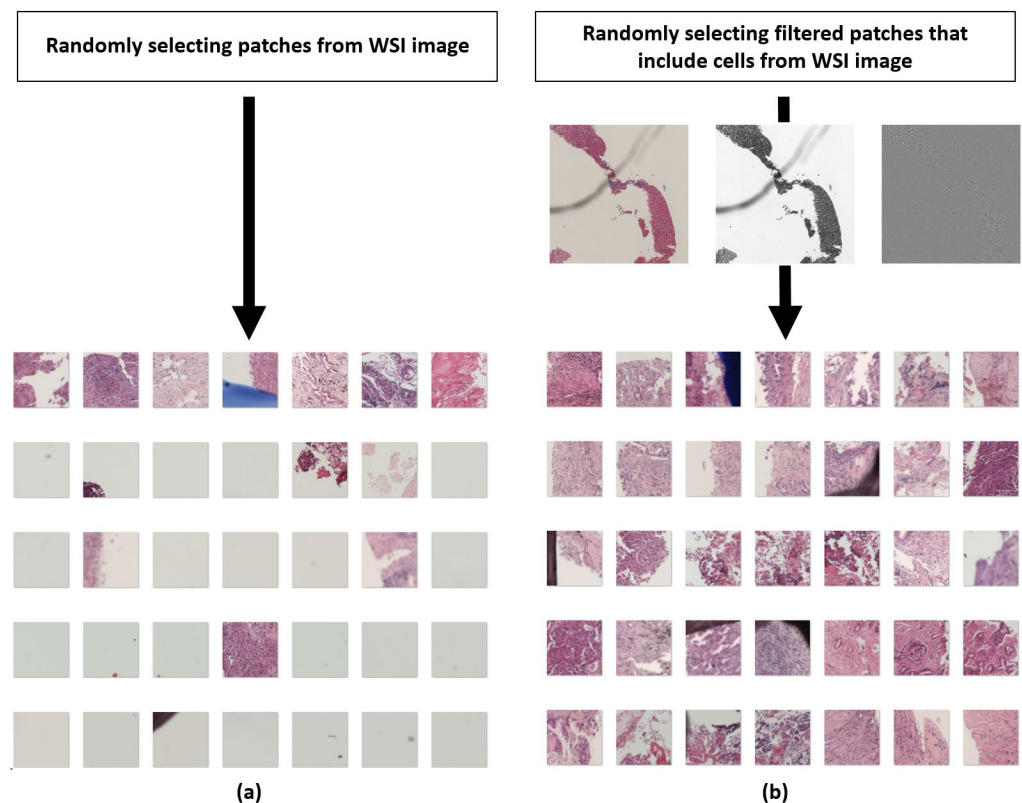 Randomly selecting patches from WSI image
Randomly selecting filtered patches that
include cells from WSI image
(a)
(b)